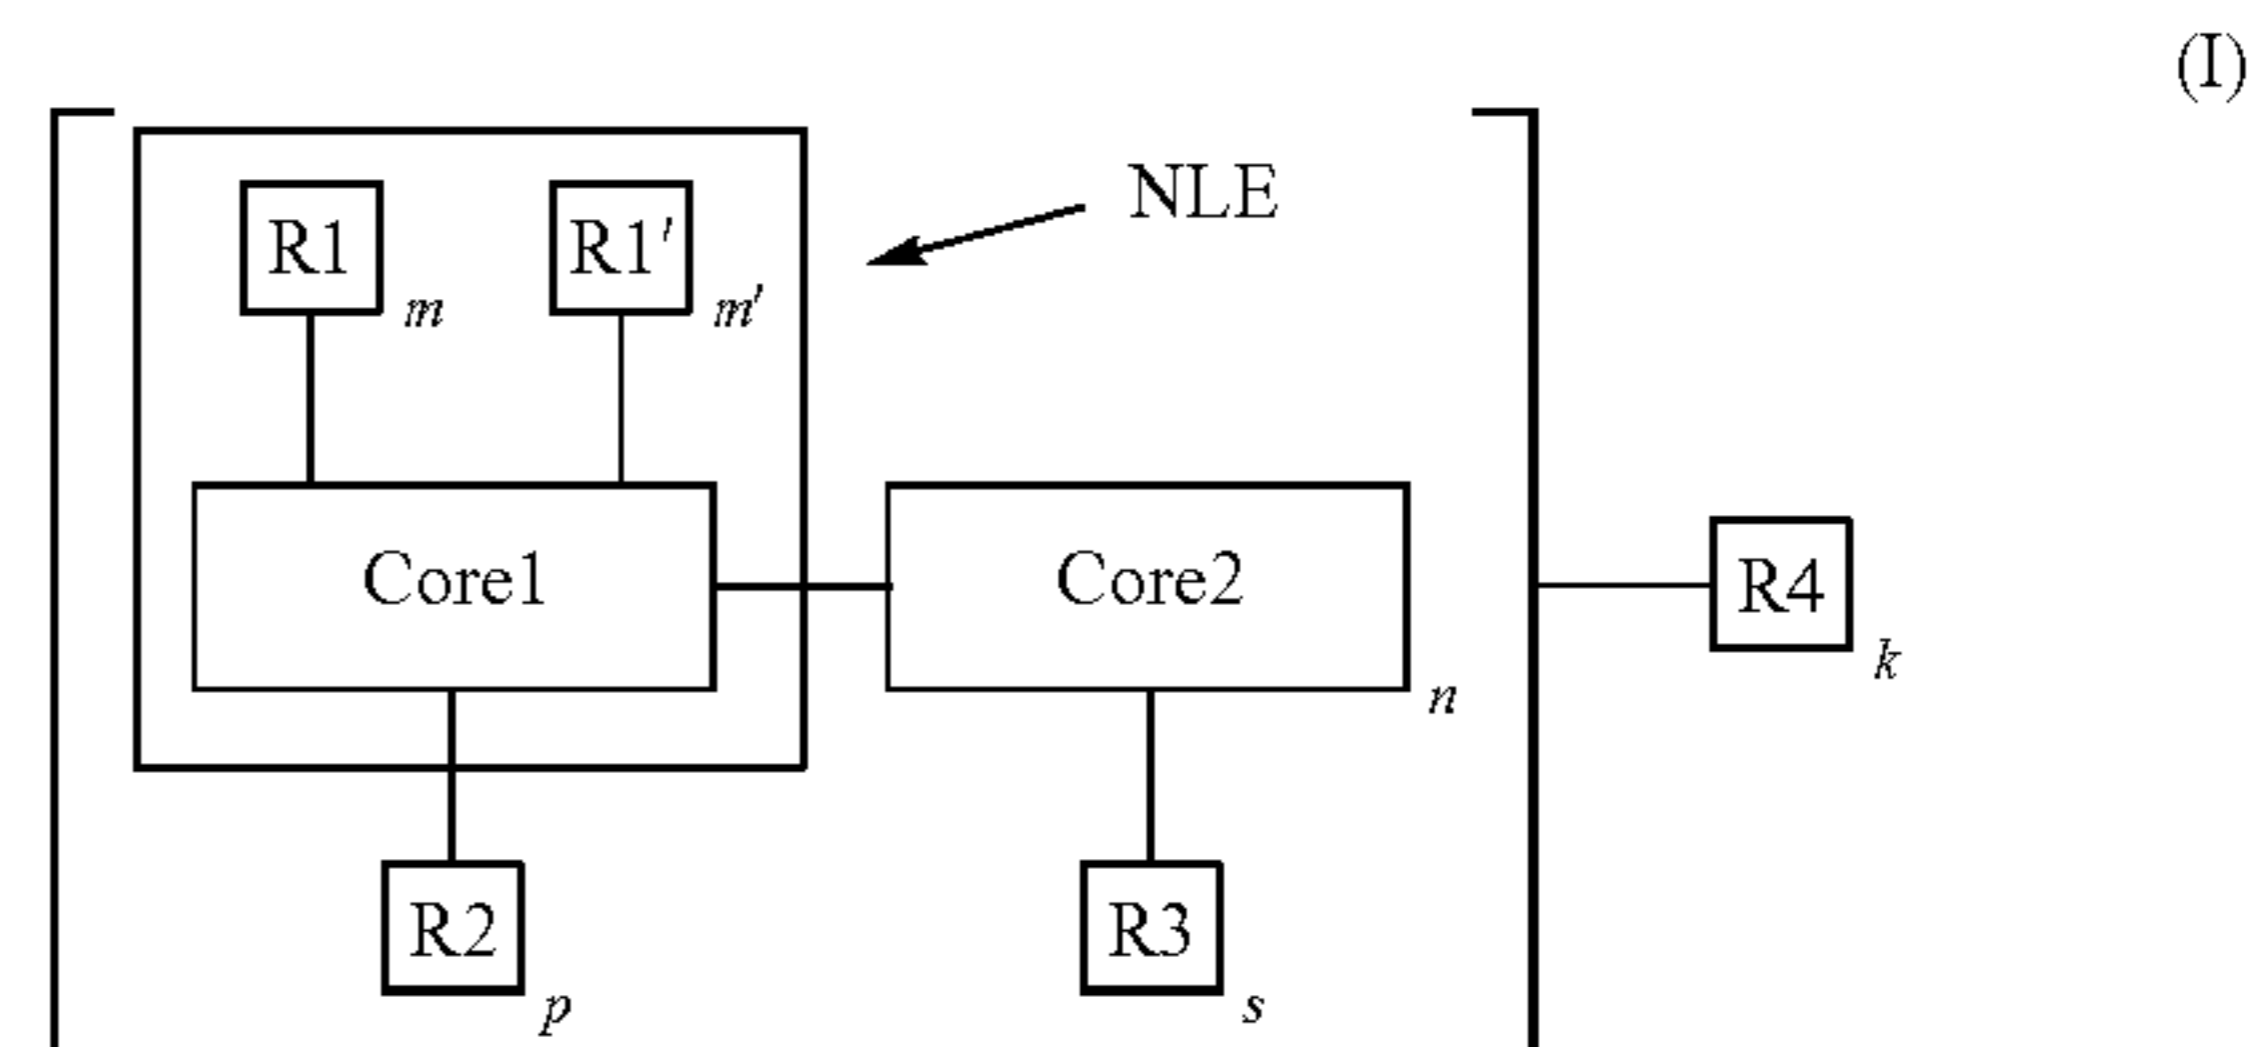 (I)
NLE
R1 m R1' m'
Core1 Core2 n
R4 k
R2 p R3 s